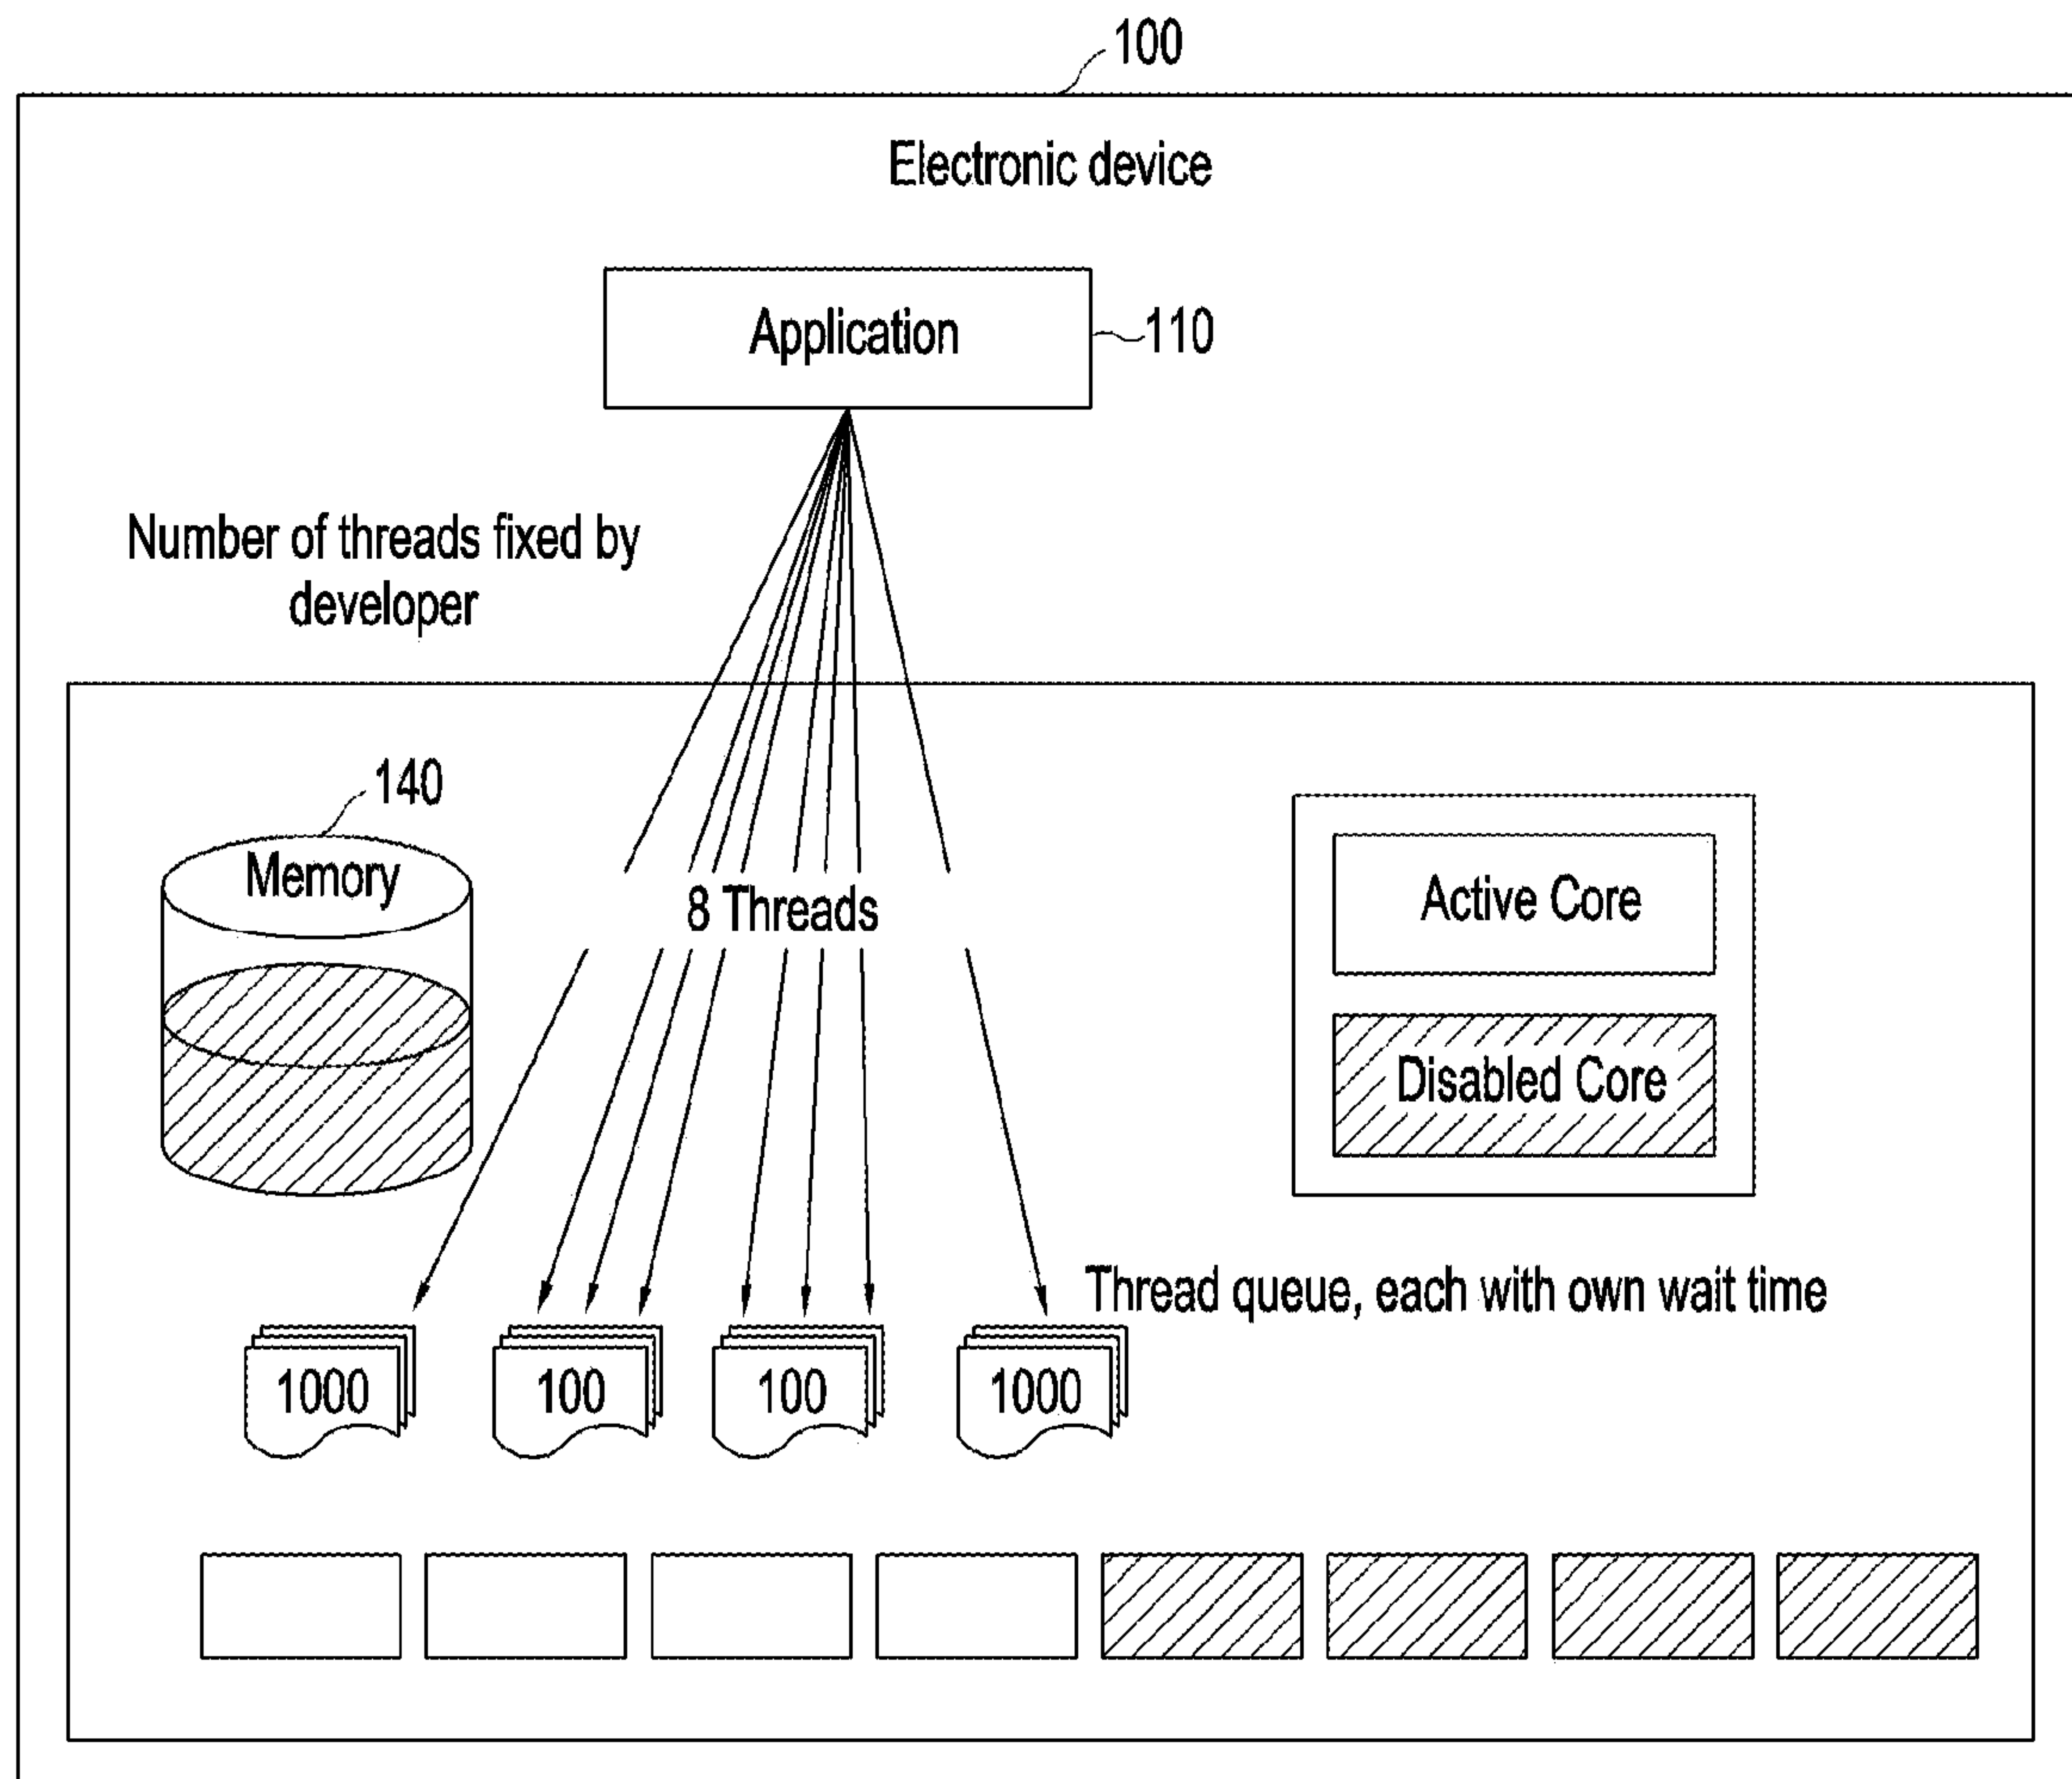 100
Electronic device
Application
110
Number of threads fixed by
developer
140
Memory
8 Threads
Active Core
Disabled Core
Thread queue, each with own wait time
1000
100
100
1000